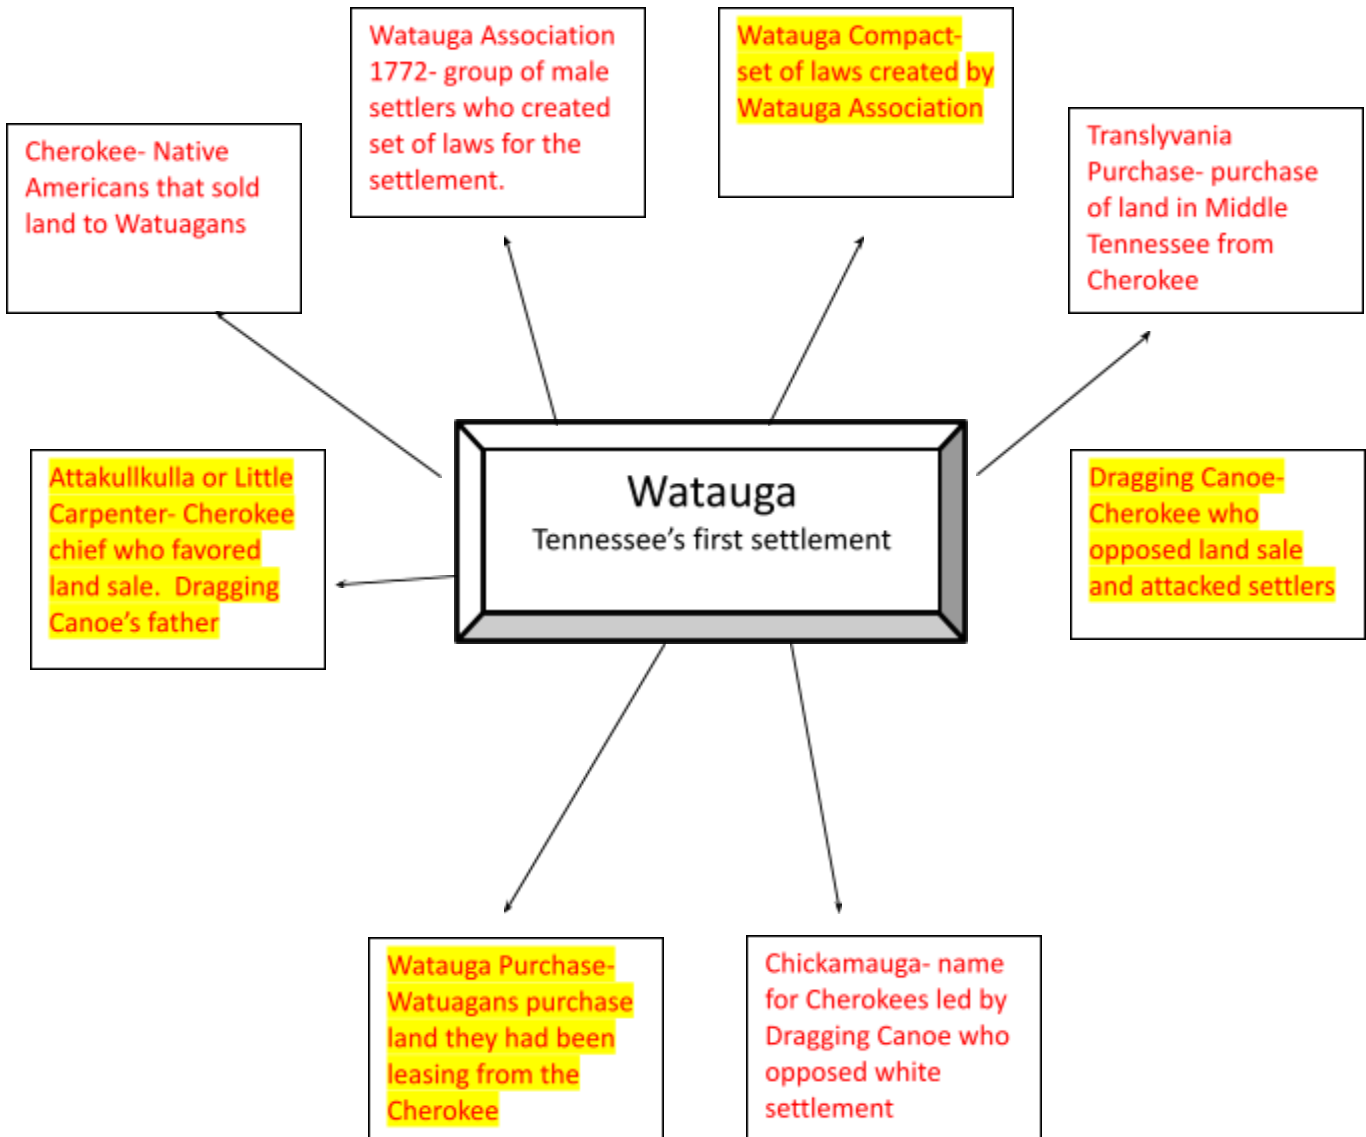 Watauga Association
1772- group of male
settlers who created
set of laws for the
settlement.
Watauga Compact-
set of laws created by
Watauga Association
Cherokee- Native
Americans that sold
land to Watuagans
Translyvania
Purchase- purchase
of land in Middle
Tennessee from
Cherokee
Attakullkulla or Little
Carpenter- Cherokee
chief who favored
land sale. Dragging
Canoe's father
Watauga
Tennessee's first settlement
Dragging Canoe-
Cherokee who
opposed land sale
and attacked settlers
Watauga Purchase-
Watuagans purchase
land they had been
leasing from the
Cherokee
Chickamauga- name
for Cherokees led by
Dragging Canoe who
opposed white
settlement